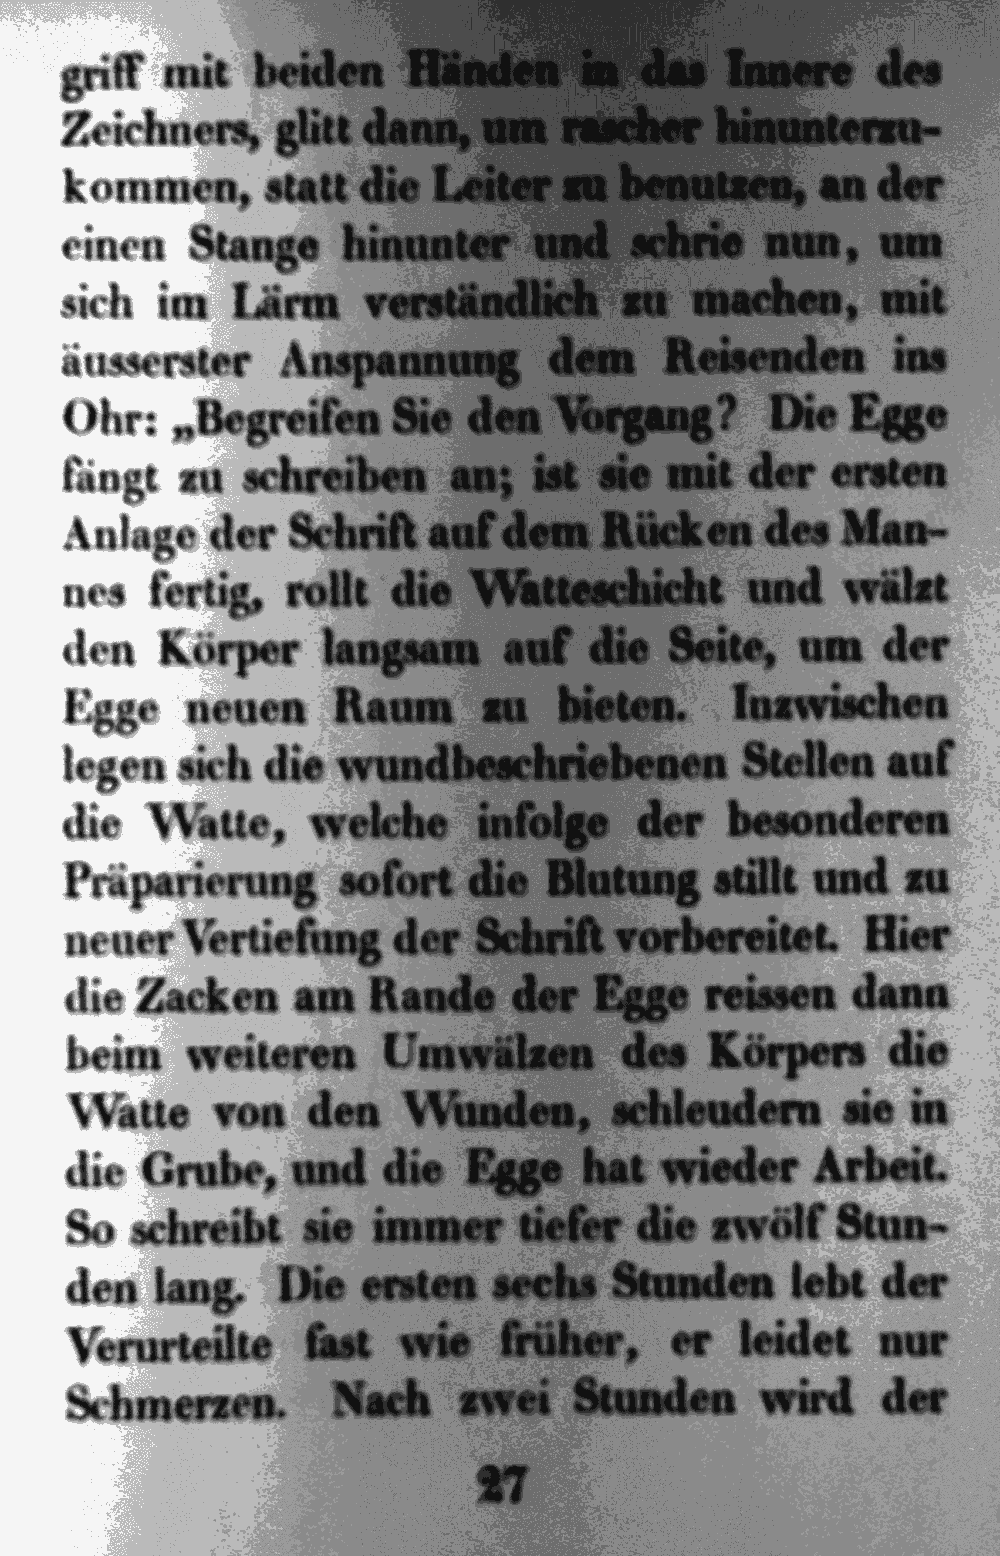 griff mit beiden Händen in das Innere des
Zeichners, glitt dann, um rascher hinunterzu-
kommen, statt die Leiter zu benutzen, an der
einen Stange hinunter und schrie nun, um
sich im Lärm verständlich zu machen, mit
äusserster Anspannung dem Reisenden ins
Ohr: „Begreifen Sie den Vorgang? Die Egge
fängt zu schreiben an; ist sie mit der ersten
Anlage der Schrift auf dem Rücken des Man-
nes fertig, rollt die Watteschicht und wälzt
den Körper langsam auf die Seite, um der
Egge neuen Raum zu bieten. Inzwischen
legen sich die wundbeschriebenen Stellen auf
die Watte, welche infolge der besonderen
Präparierung sofort die Blutung stillt und zu
neuer Vertiefung der Schrift vorbereitet. Hier
die Zacken am Rande der Egge reissen dann
beim weiteren Umwälzen des Körpers die
Watte von den Wunden, schleudern sie in
die Grube, und die Egge hat wieder Arbeit.
So schreibt sie immer tiefer die zwölf Stun-
den lang. Die ersten sechs Stunden lebt der
Verurteilte fast wie früher, er leidet nur
Schmerzen. Nach zwei Stunden wird der
27